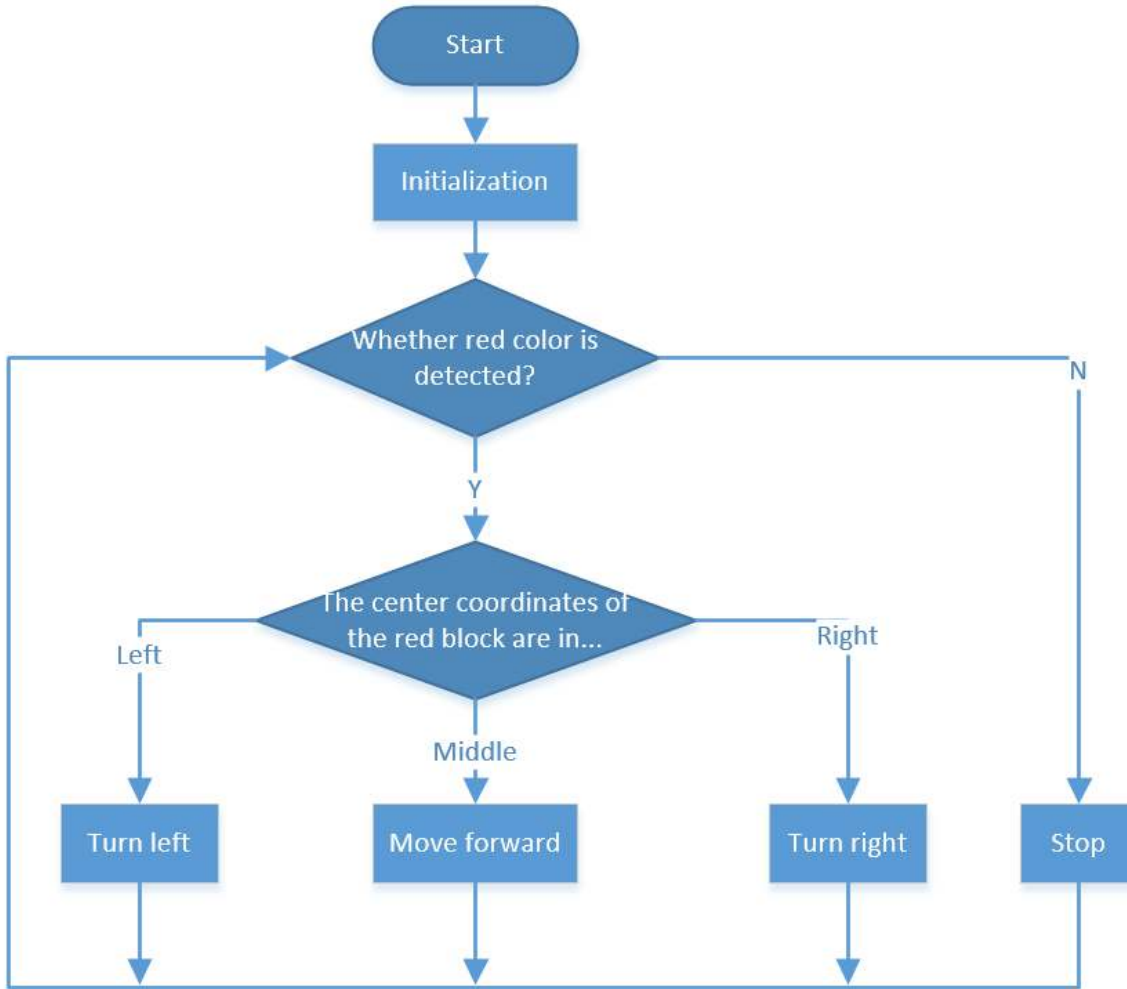 Start
Initialization
Whether red color is
detected?
N
Y
The center coordinates of
the red block are in...
Left
Right
Middle
Turn left
Move forward
Turn right
Stop